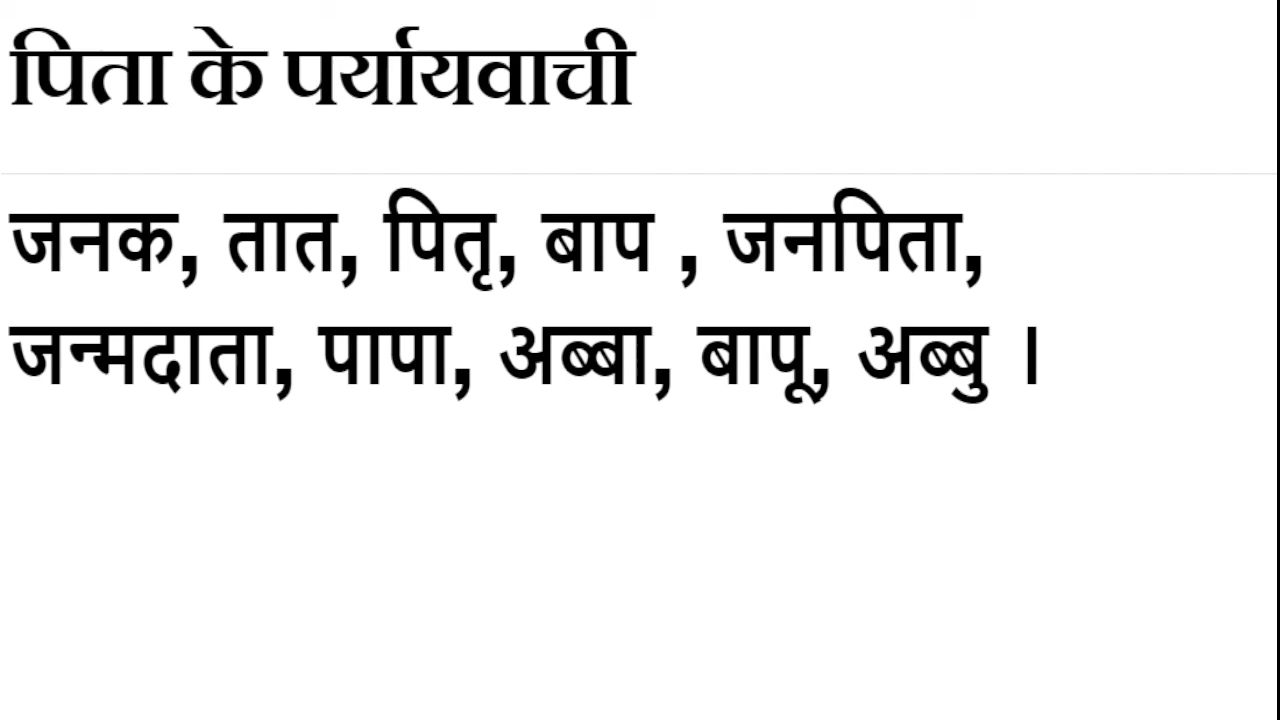 पिता के पर्यायवाची
जनक, तात, पितृ, बाप , जनपिता,
जन्मदाता, पापा, अब्बा, बापू, अब्बु ।